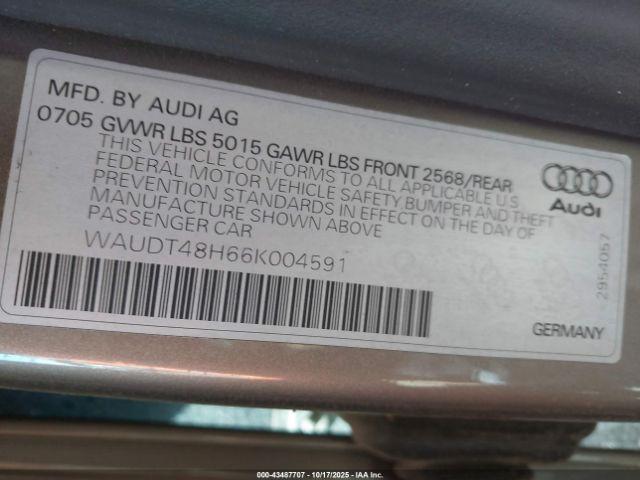 MFD. BY AUDI AG
0705 GVWR LBS 5015 GAWR LBS FRONT 2568/REAR
THIS VEHICLE CONFORMS TO ALL APPLICABLE U.S.
FEDERAL MOTOR VEHICLE SAFETY, BUMPER AND THEFT
PREVENTION STANDARDS IN EFFECT ON THE DAY OF
MANUFACTURE SHOWN ABOVE
PASSENGER CAR
WAUDT48H66K004591
Audi
2954057
GERMANY
000-43487707 - 10/17/2025 - IAA Inc.